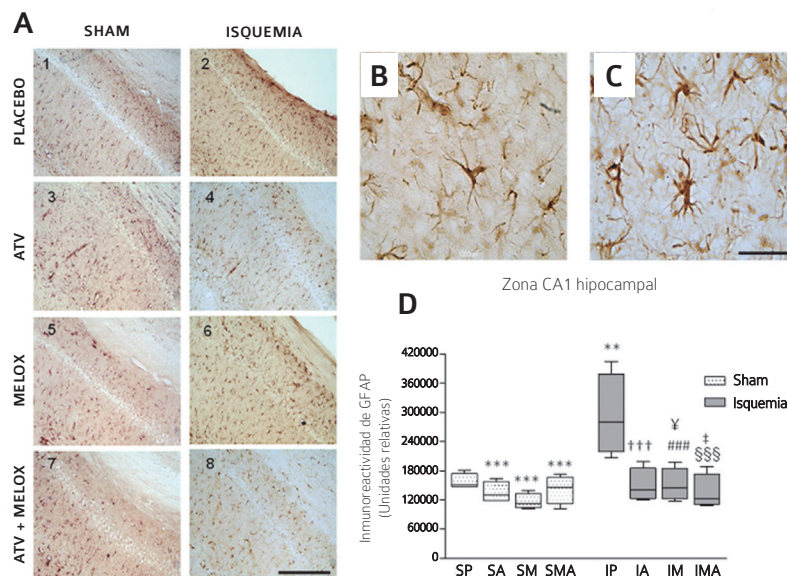 A
SHAM
ISQUEMIA
PLACEBO
1
2
ATV
3
4
MELOX
5
6
ATV + MELOX
7
8
B
C
Zona CA1 hipocampal
D
Inmunoreactividad de GF AP
(Unidades relativas)
420000
360000
300000
240000
180000
120000
60000
0
**
***
***
***
†††
¥
###
‡
§§§
Sham
Isquemia
SP SA SM SMA IP IA IM IMA